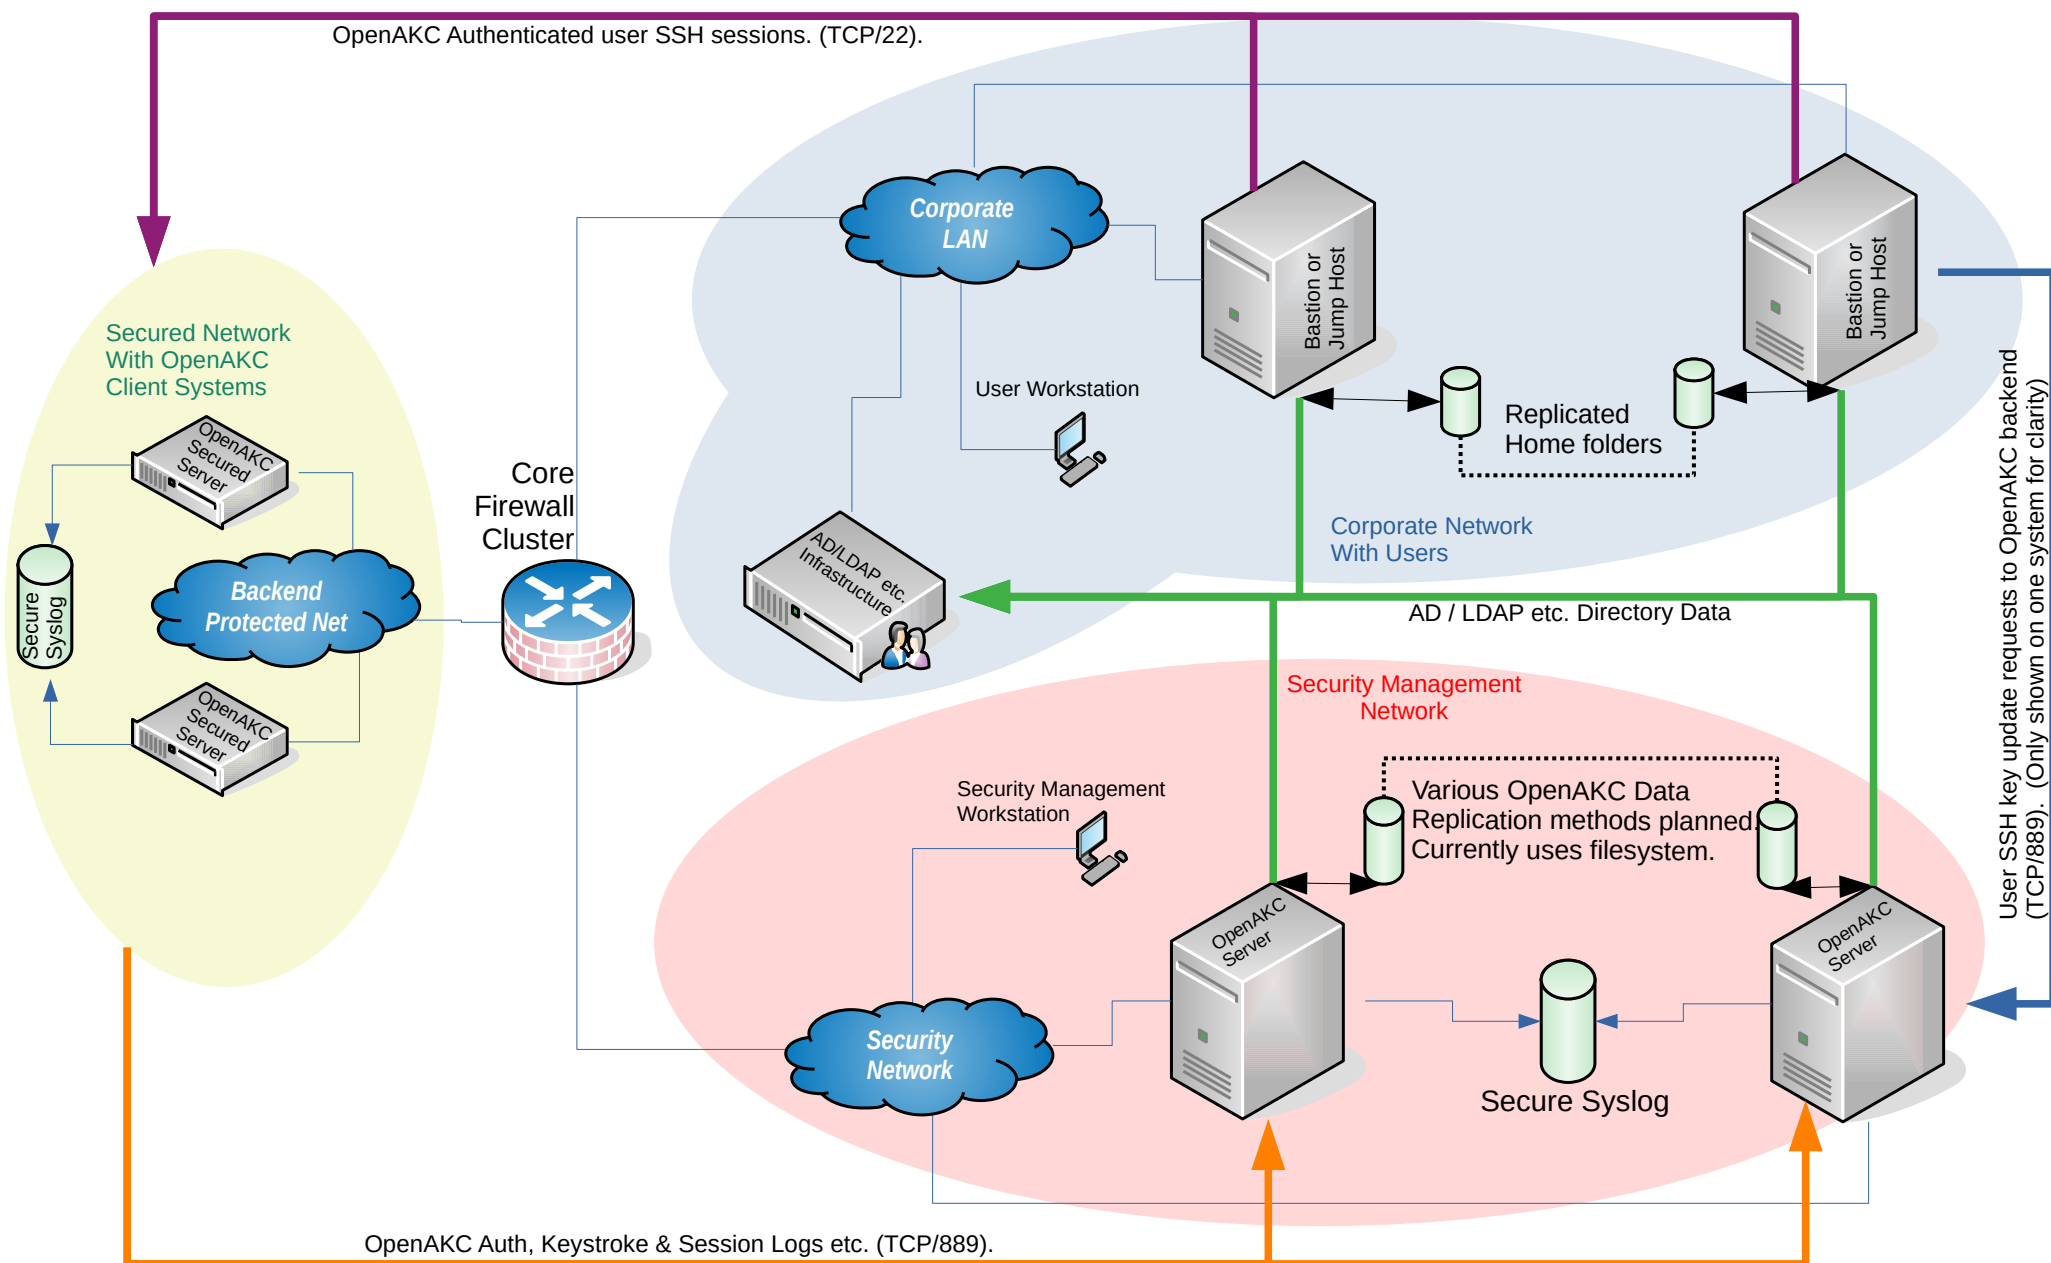 OpenAKC Authenticated user SSH sessions. (TCP/22).
Corporate
LAN
Bastion or
Jump Host
Bastion or
Jump Host
Secured Network
With OpenAKC
Client Systems
User Workstation
Replicated
Home folders
OpenAKC
Secured
Server
Core
Firewall
Cluster
Corporate Network
With Users
User SSH key update requests to OpenAKC backend
(TCP/889).  (Only shown on one system for clarity)
AD/LDAP etc.
Infrastructure
Backend
Protected Net
Secure
Syslog
AD / LDAP etc. Directory Data
OpenAKC
Secured
Server
Security Management
Network
Security Management
Workstation
Various OpenAKC Data
Replication methods planned.
Currently uses filesystem.
OpenAKC
Server
OpenAKC
Server
Security
Network
Secure Syslog
OpenAKC Auth, Keystroke & Session Logs etc. (TCP/889).